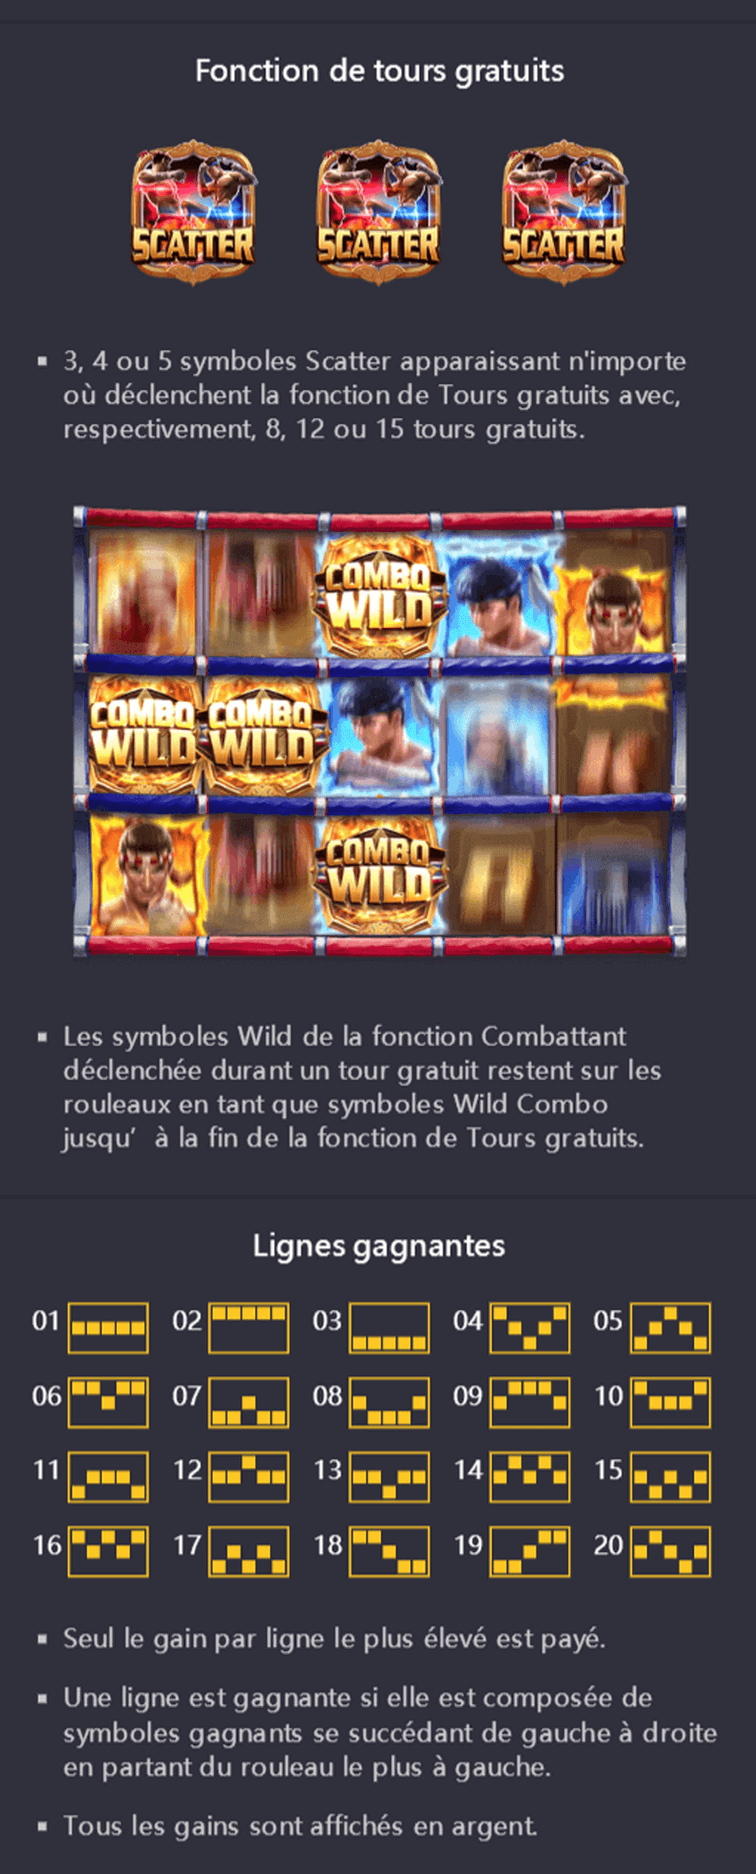 Fonction de tours gratuits
SCATTER SCATTER SCATTER
▪ 3, 4 ou 5 symboles Scatter apparaissant n'importe
où déclenchent la fonction de Tours gratuits avec,
respectivement, 8, 12 ou 15 tours gratuits.
COMBO
WILD
COMBO COMBO
WILD WILD
COMBO
WILD
▪ Les symboles Wild de la fonction Combattant
déclenchée durant un tour gratuit restent sur les
rouleaux en tant que symboles Wild Combo
jusqu’ à la fin de la fonction de Tours gratuits.
Lignes gagnantes
01 02 03 04 05
06 07 08 09 10
11 12 13 14 15
16 17 18 19 20
▪ Seul le gain par ligne le plus élevé est payé.
▪ Une ligne est gagnante si elle est composée de
symboles gagnants se succédant de gauche à droite
en partant du rouleau le plus à gauche.
▪ Tous les gains sont affichés en argent.